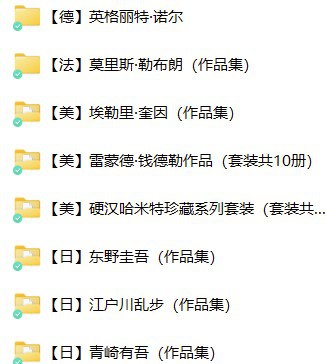 【德】英格丽特·诺尔
【法】莫里斯·勒布朗（作品集）
【美】埃勒里·奎因（作品集）
【美】雷蒙德·钱德勒作品（套装共10册）
【美】硬汉哈米特珍藏系列套装（套装共...
【日】东野圭吾（作品集）
【日】江户川乱步（作品集）
【日】青崎有吾（作品集）